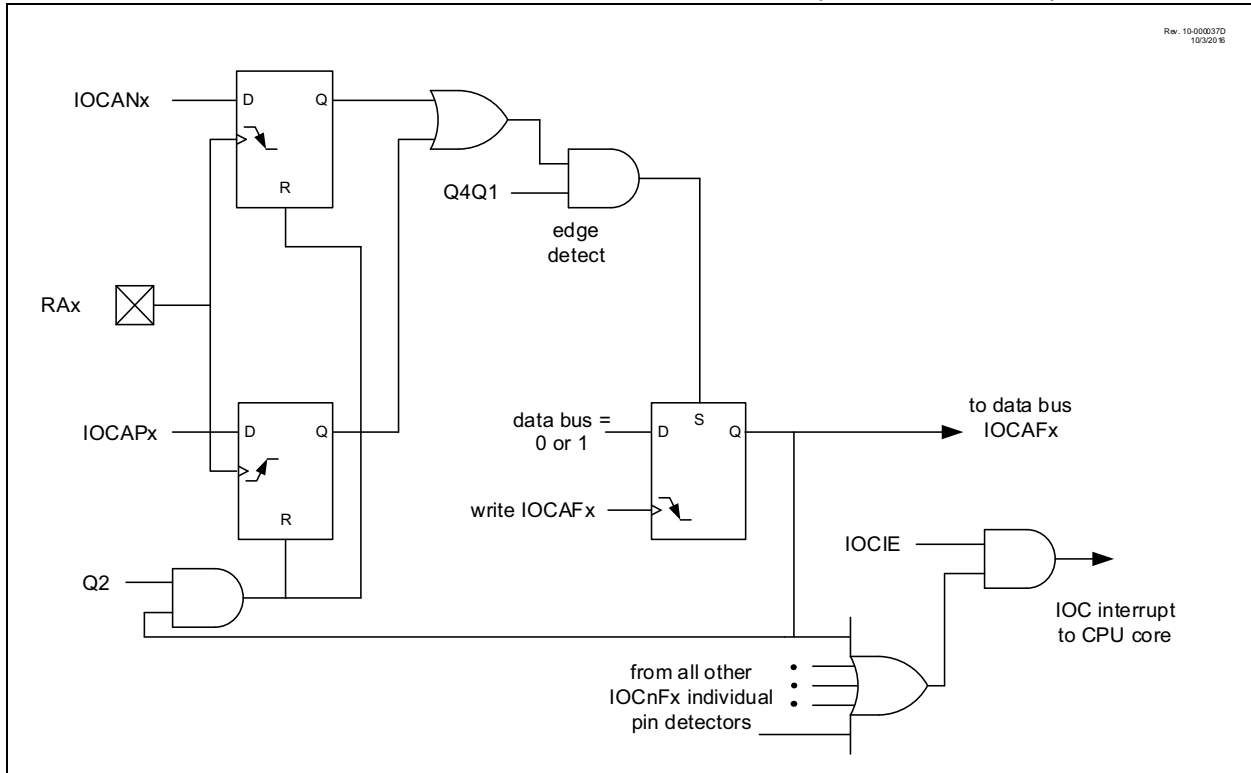 Rev. 10-000037D
10/3/2016
IOCANx
D
Q
R
Q4Q1
edge
detect
RAx
IOCAPx
D
Q
R
data bus =
0 or 1
S
D
Q
to data bus
IOCAFx
write IOCAFx
IOCIE
Q2
IOC interrupt
to CPU core
from all other
IOCnFx individual
pin detectors